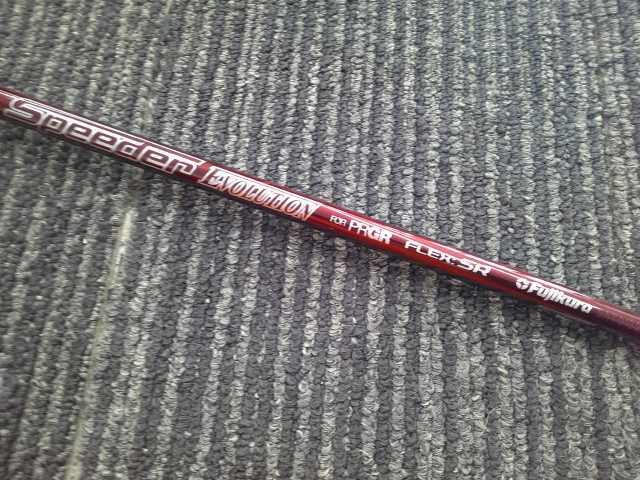 Speeder EVOLUTION FOR PRGR FLEX:SR Fujikura